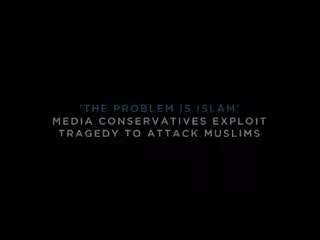 'THE PROBLEM IS ISLAM'
MEDIA CONSERVATIVES EXPLOIT
TRAGEDY TO ATTACK MUSLIMS